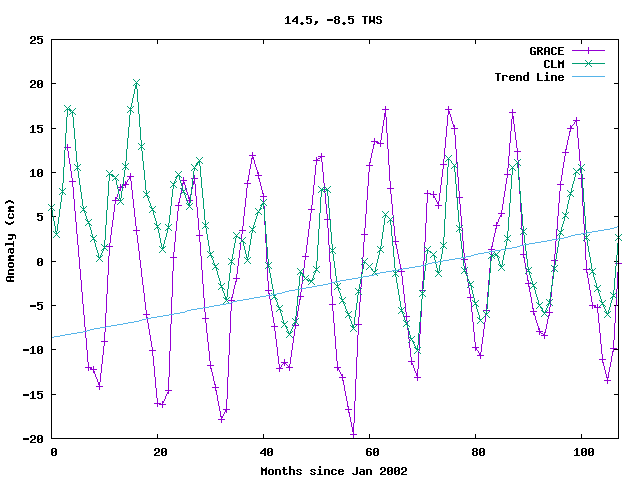 14.5, -8.5 TWS
GRACE
CLM
Trend Line
25
20
15
10
5
0
-5
-10
-15
-20
Anomaly (cm)
0 20 40 60 80 100
Months since Jan 2002